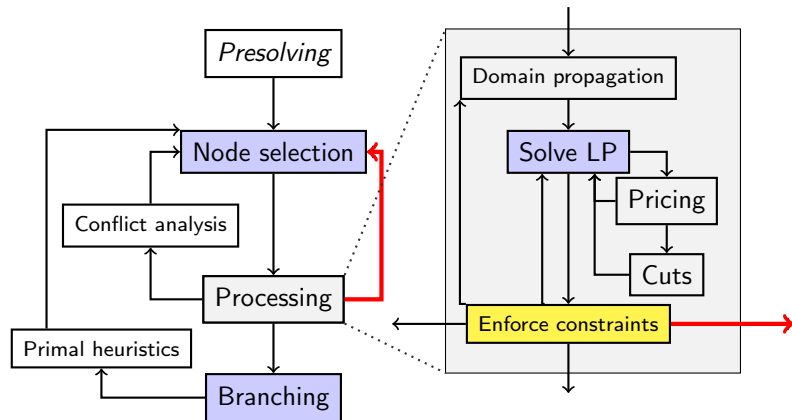 Presolving
Node selection
Conflict analysis
Processing
Primal heuristics
Branching
Domain propagation
Solve LP
Pricing
Cuts
Enforce constraints